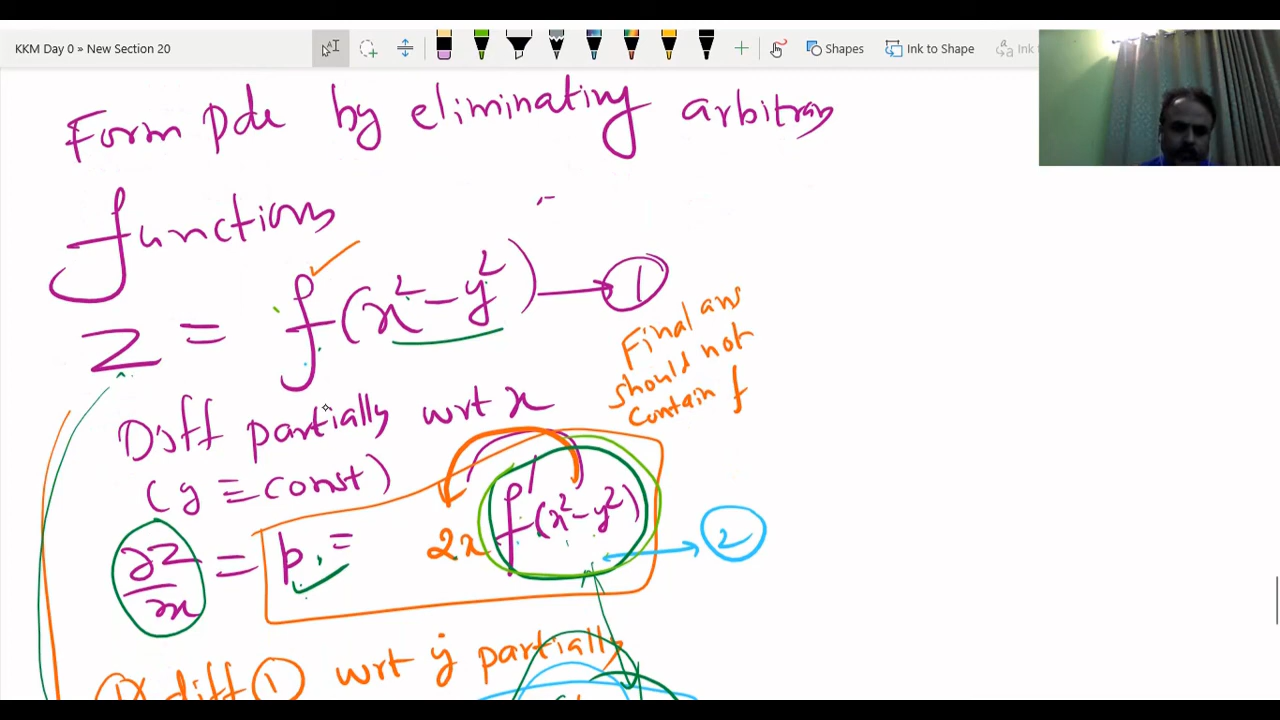 KKM Day 0 » New Section 20
Shapes
Ink to Shape
Ink
Form pde by eliminating arbitrary
functions
z = f(x²-y²) → ①
Final ans
should not
contain f
Diff partially wrt x
(y = const)
∂z/∂x = p = 2x f'(x²-y²) → ②
diff ① wrt y partially